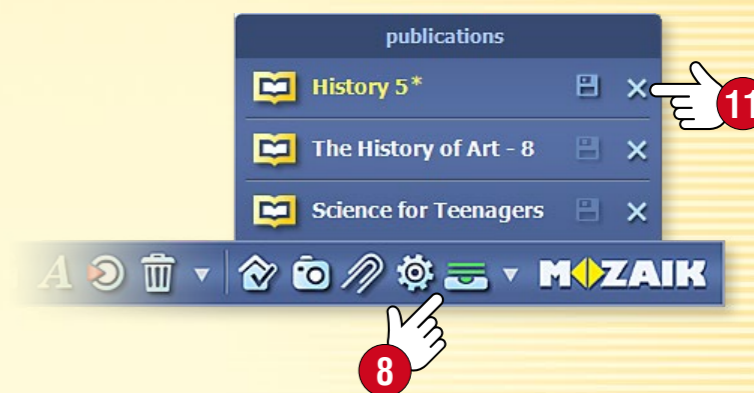 publications
History 5*
The History of Art - 8
Science for Teenagers
A
MOZAIK
11
8